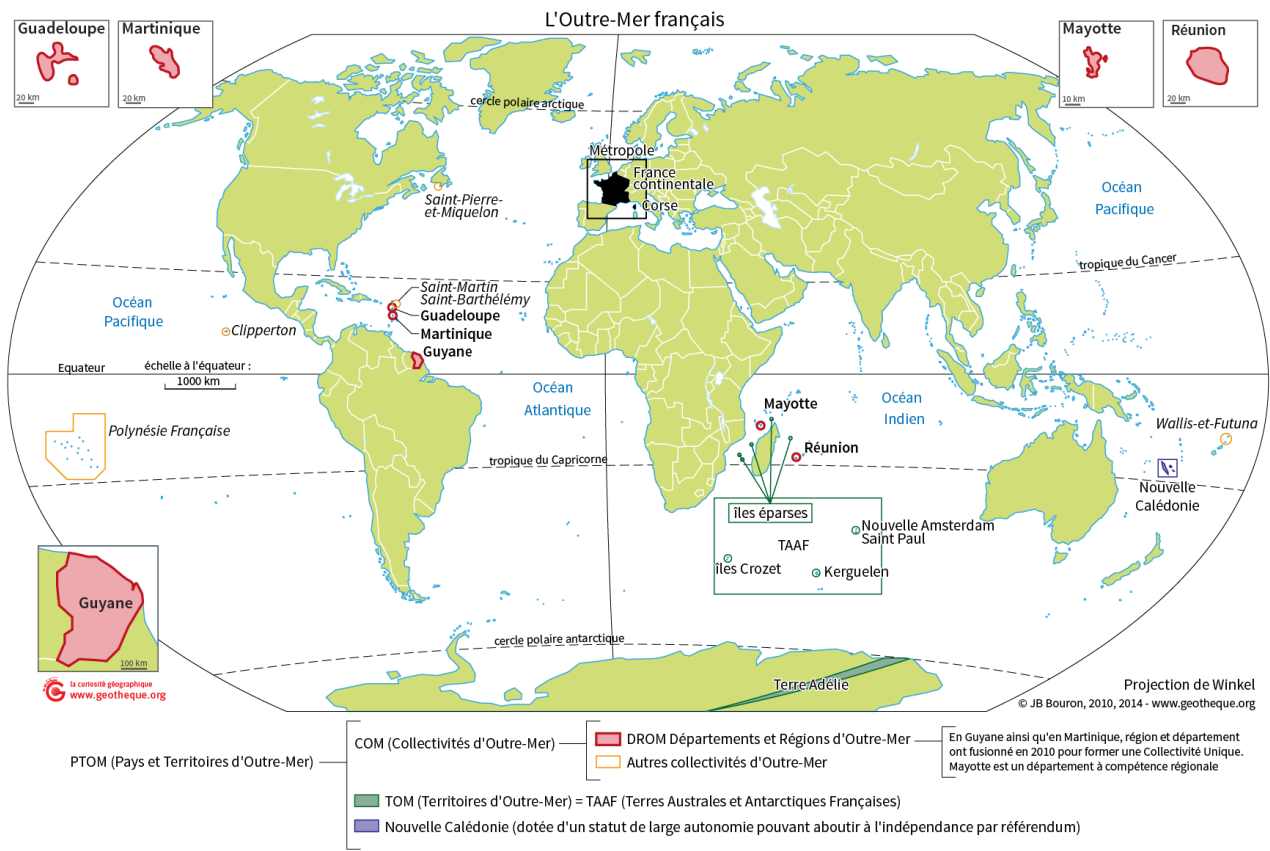 L'Outre-Mer français
Guadeloupe
20 km
Martinique
20 km
Mayotte
10 km
Réunion
20 km
cercle polaire arctique
Métropole
France
continentale
Corse
Saint-Pierre-
et-Miquelon
Océan
Pacifique
tropique du Cancer
Saint-Martin
Saint-Barthélémy
Guadeloupe
Martinique
Guyane
Océan
Pacifique
Clipperton
Equateur
échelle à l'équateur :
1000 km
Océan
Atlantique
Océan
Indien
Mayotte
Réunion
Polynésie Française
Wallis-et-Futuna
tropique du Capricorne
Nouvelle
Calédonie
îles éparses
Nouvelle Amsterdam
Saint Paul
TAAF
îles Crozet
Kerguelen
Guyane
100 km
la curiosité géographique
www.geotheque.org
cercle polaire antarctique
Terre Adélie
Projection de Winkel
© JB Bouron, 2010, 2014 - www.geotheque.org
PTOM (Pays et Territoires d'Outre-Mer)
COM (Collectivités d'Outre-Mer)
DROM Départements et Régions d'Outre-Mer
Autres collectivités d'Outre-Mer
En Guyane ainsi qu'en Martinique, région et département
ont fusionné en 2010 pour former une Collectivité Unique.
Mayotte est un département à compétence régionale
TOM (Territoires d'Outre-Mer) = TAAF (Terres Australes et Antarctiques Françaises)
Nouvelle Calédonie (dotée d'un statut de large autonomie pouvant aboutir à l'indépendance par référendum)